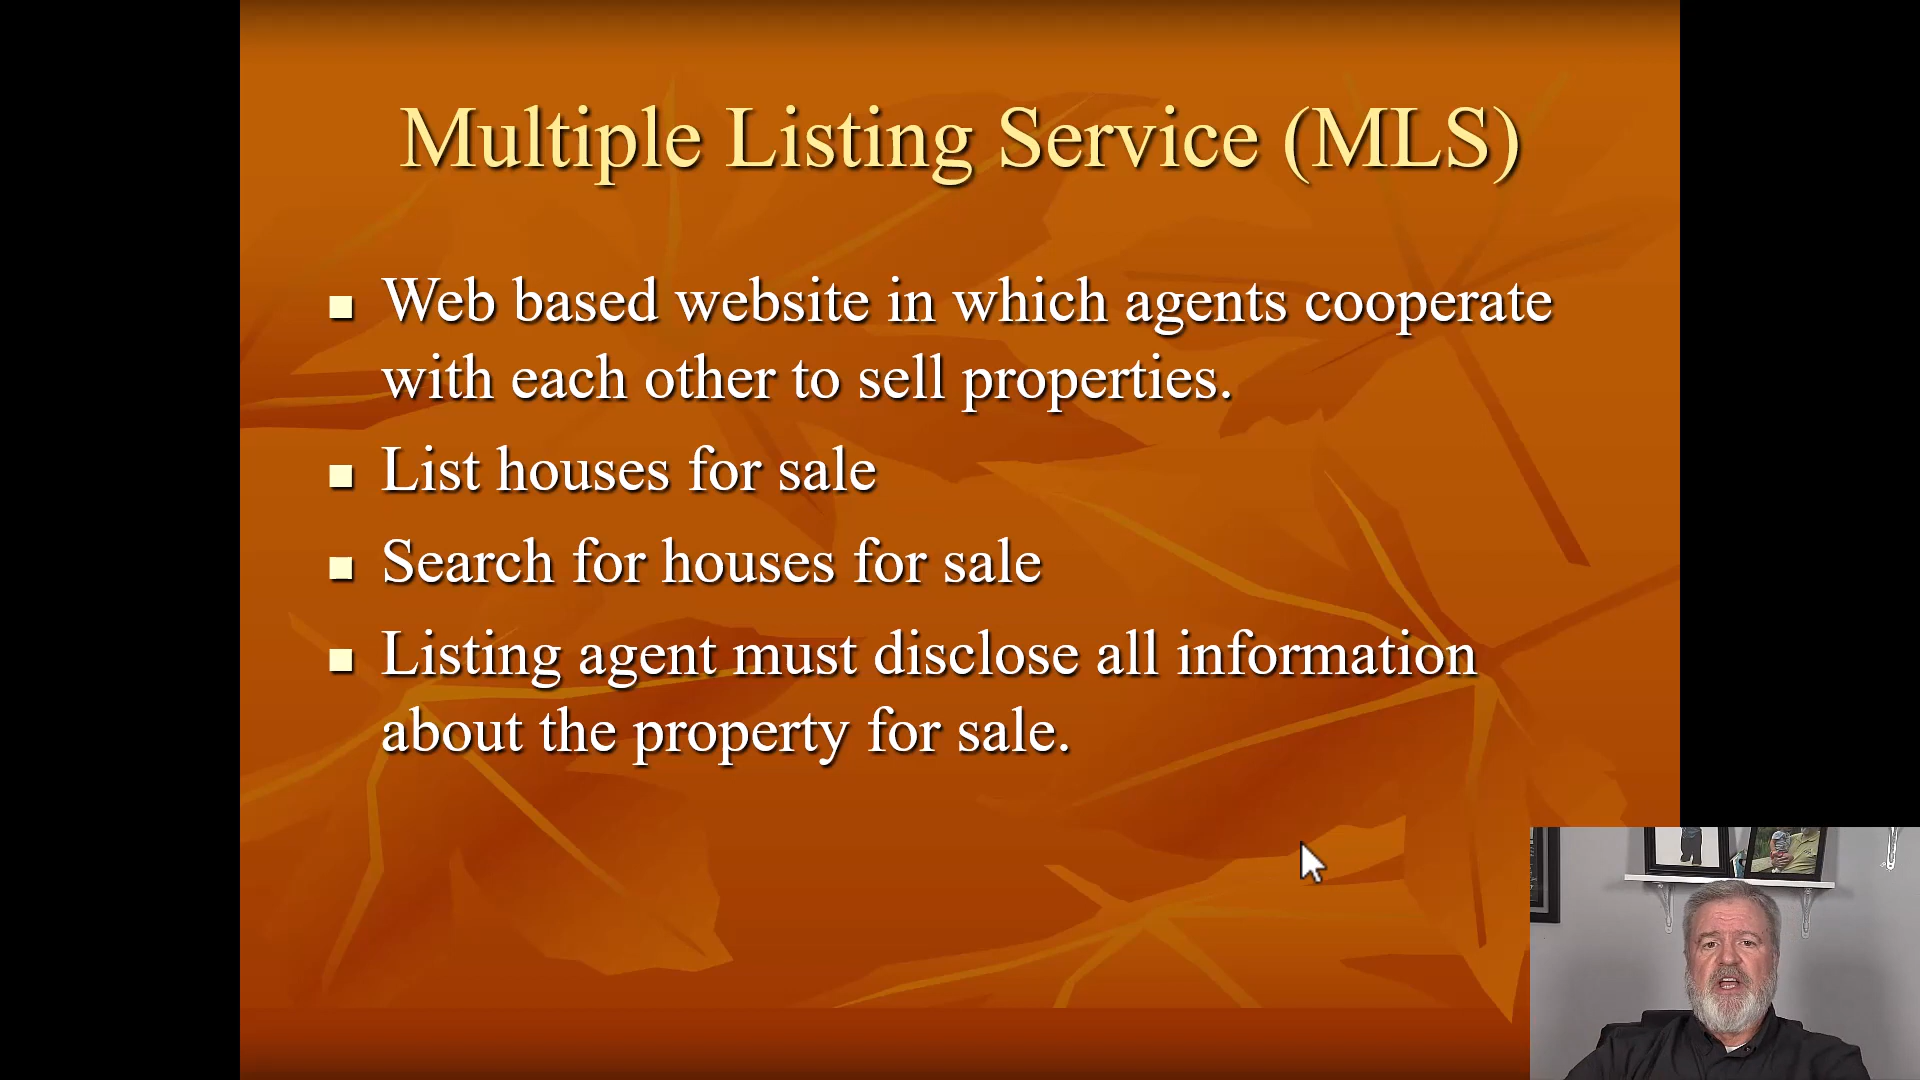 Multiple Listing Service (MLS)
Web based website in which agents cooperate
with each other to sell properties.
List houses for sale
Search for houses for sale
Listing agent must disclose all information
about the property for sale.